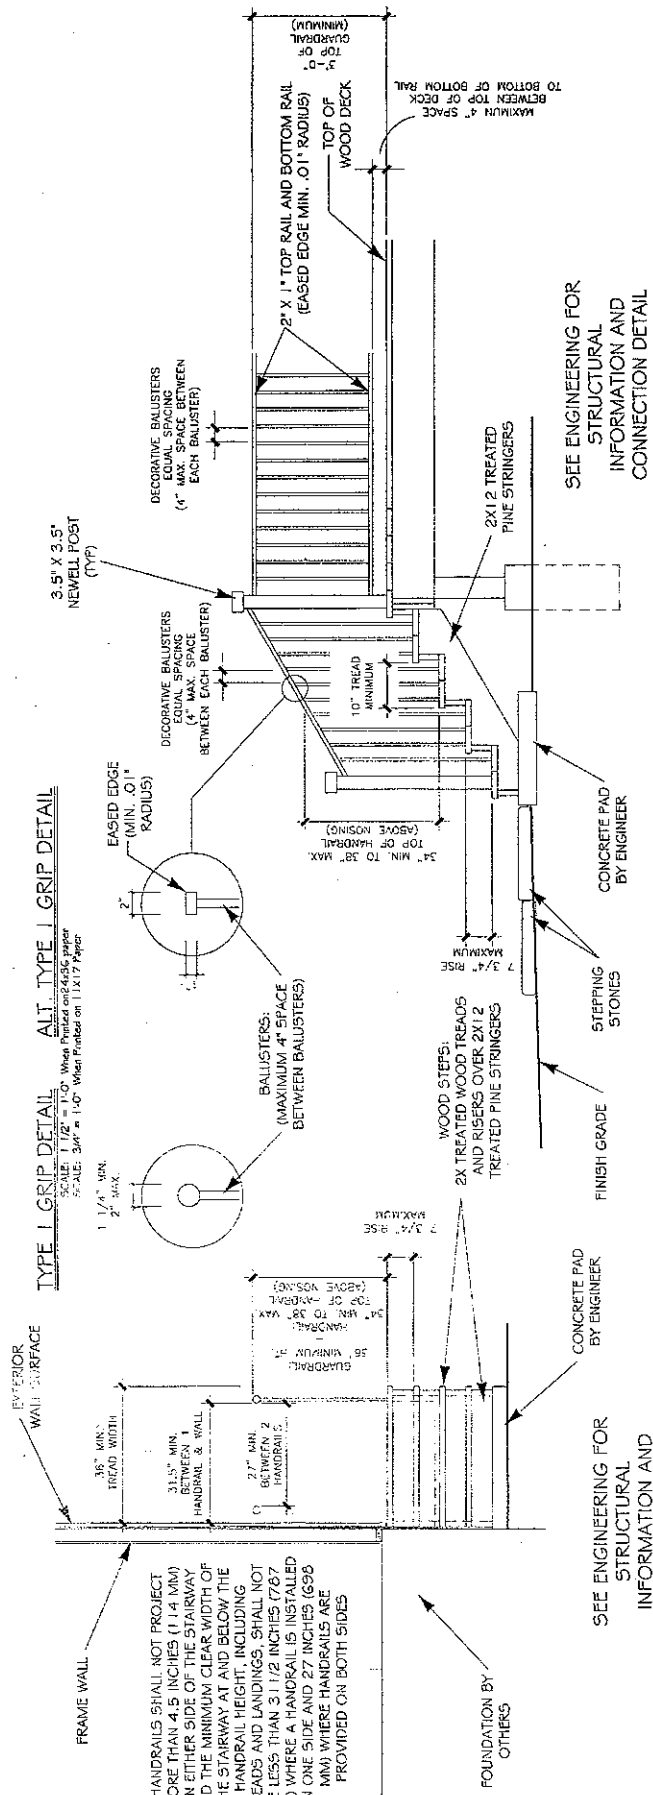 FRAME WALL
EXTERIOR
WALL SURFACE
HANDRAILS SHALL NOT PROJECT
ORE THAN 4.5 INCHES (114 MM)
N EITHER SIDE OF THE STAIRWAY
D THE MINIMUM CLEAR WIDTH OF
HE STAIRWAY AT AND BELOW THE
HANDRAIL HEIGHT, INCLUDING
EADS AND LANDINGS, SHALL NOT
E LESS THAN 31 1/2 INCHES (787
) WHERE A HANDRAIL IS INSTALLED
N ONE SIDE AND 27 INCHES (698
MM) WHERE HANDRAILS ARE
PROVIDED ON BOTH SIDES
36" MIN.
TREAD WIDTH
31.5" MIN.
BETWEEN 1
HANDRAIL & WALL
27" MIN.
BETWEEN 2
HANDRAILS
GUARDRAIL:
36" MINIMUM
HANDRAIL:
34" MIN. TO 38" MAX.
TOP OF HANDRAIL
(ABOVE NOSING)
7 3/4" RISE
MAXIMUM
FOUNDATION BY
OTHERS
CONCRETE PAD
BY ENGINEER
SEE ENGINEERING FOR
STRUCTURAL
INFORMATION AND
TYPE I GRIP DETAIL
ALT. TYPE I GRIP DETAIL
SCALE: 1 1/2" = 1'-0" When Printed on 24x36 paper
SCALE: 3/4" = 1'-0" When Printed on 11X17 Paper
1 1/4" MIN.
2" MAX.
2"
EASED EDGE
(MIN. .01"
RADIUS)
BALUSTERS:
(MAXIMUM 4" SPACE
BETWEEN BALUSTERS)
WOOD STEPS:
2X TREATED WOOD TREADS
AND RISERS OVER 2X12
TREATED PINE STRINGERS
7 3/4" RISE
MAXIMUM
34" MIN. TO 38" MAX.
TOP OF HANDRAIL
(ABOVE NOSING)
10" TREAD
MINIMUM
3.5" X 3.5"
NEWELL POST
(TYP)
DECORATIVE BALUSTERS
EQUAL SPACING
(4" MAX. SPACE
BETWEEN EACH BALUSTER)
DECORATIVE BALUSTERS
EQUAL SPACING
(4" MAX. SPACE BETWEEN
EACH BALUSTER)
2" X 1" TOP RAIL AND BOTTOM RAIL
(EASED EDGE MIN. .01" RADIUS)
TOP OF
WOOD DECK
3'-0"
TOP OF
GUARDRAIL
(MINIMUM)
MAXIMUN 4" SPACE
BETWEEN TOP OF DECK
TO BOTTOM OF BOTTOM RAIL
2X12 TREATED
PINE STRINGERS
FINISH GRADE
STEPPING
STONES
CONCRETE PAD
BY ENGINEER
SEE ENGINEERING FOR
STRUCTURAL
INFORMATION AND
CONNECTION DETAIL